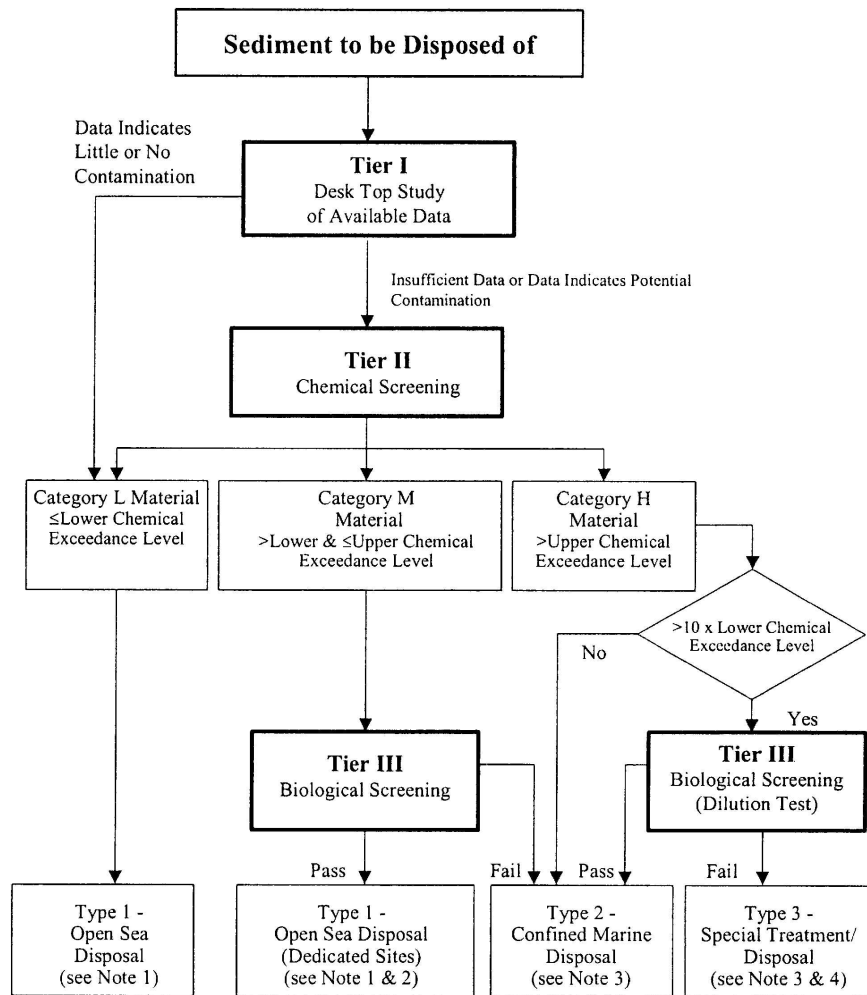 Sediment to be Disposed of
Data Indicates
Little or No
Contamination
Tier I
Desk Top Study
of Available Data
Insufficient Data or Data Indicates Potential
Contamination
Tier II
Chemical Screening
Category L Material
≤Lower Chemical
Exceedance Level
Category M
Material
>Lower & ≤Upper Chemical
Exceedance Level
Category H
Material
>Upper Chemical
Exceedance Level
>10 x Lower Chemical
Exceedance Level
No
Yes
Tier III
Biological Screening
Tier III
Biological Screening
(Dilution Test)
Pass
Fail
Pass
Fail
Type 1 -
Open Sea
Disposal
(see Note 1)
Type 1 -
Open Sea Disposal
(Dedicated Sites)
(see Note 1 & 2)
Type 2 -
Confined Marine
Disposal
(see Note 3)
Type 3 -
Special Treatment/
Disposal
(see Note 3 & 4)